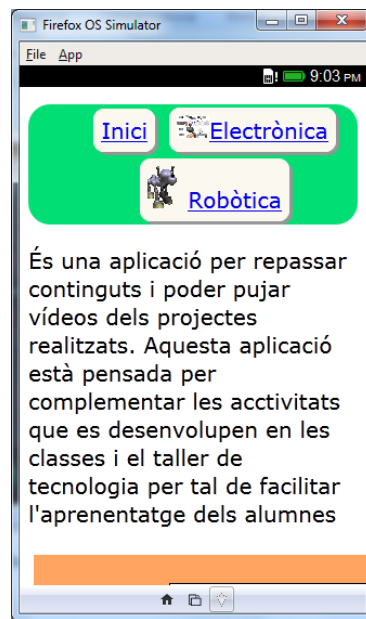 Firefox OS Simulator
File App
9:03 PM
Inici Electrònica
Robòtica
És una aplicació per repassar
continguts i poder pujar
vídeos dels projectes
realitzats. Aquesta aplicació
està pensada per
complementar les acctivitats
que es desenvolupen en les
classes i el taller de
tecnologia per tal de facilitar
l'aprenentatge dels alumnes